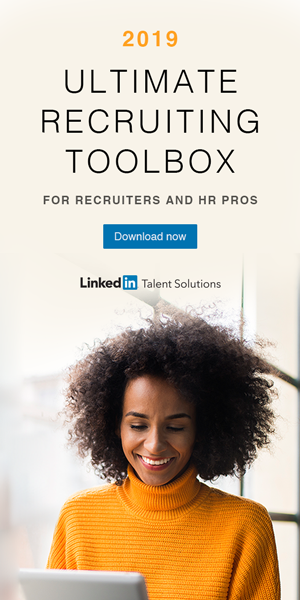 2019
ULTIMATE
RECRUITING
TOOLBOX
FOR RECRUITERS AND HR PROS
Download now
Linked in Talent Solutions